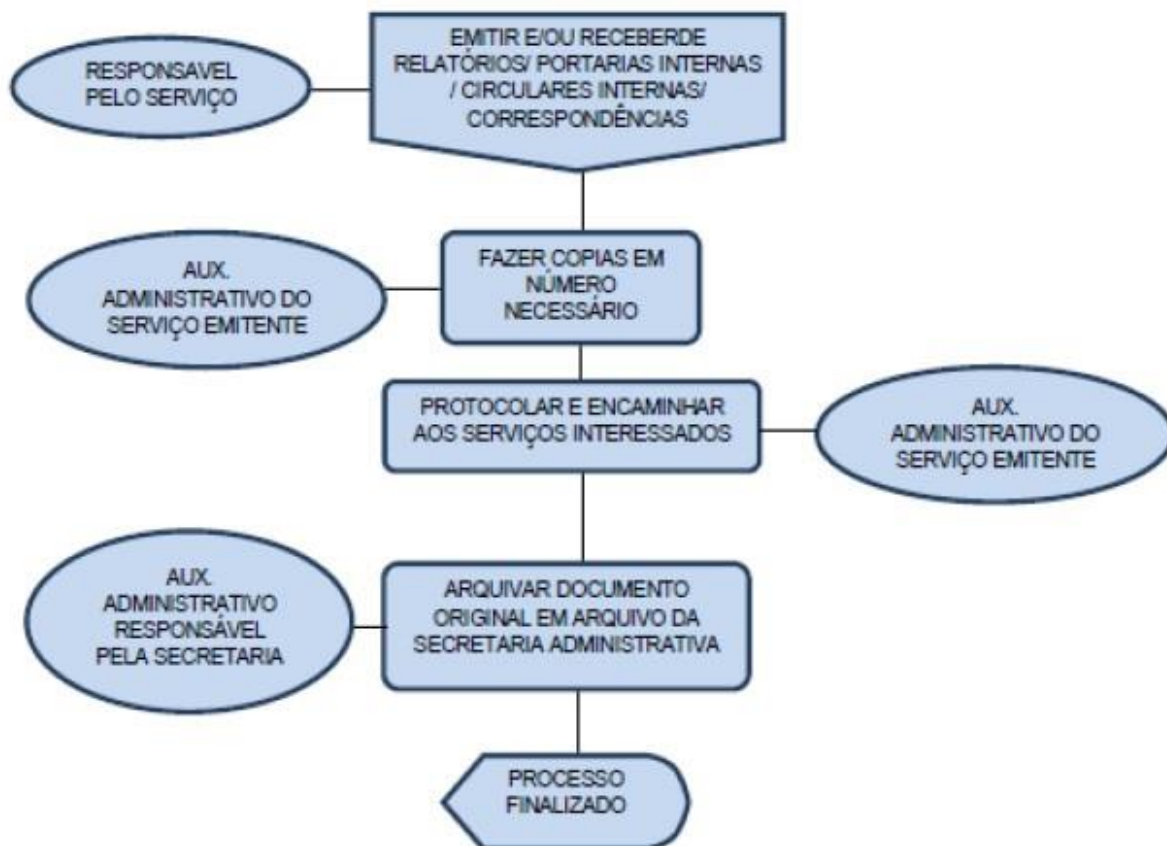 EMITIR E/OU RECEBERDE
RELATÓRIOS/ PORTARIAS INTERNAS
/ CIRCULARES INTERNAS/
CORRESPONDÊNCIAS
RESPONSAVEL
PELO SERVIÇO
FAZER COPIAS EM
NÚMERO
NECESSÁRIO
AUX.
ADMINISTRATIVO DO
SERVIÇO EMITENTE
PROTOCOLAR E ENCAMINHAR
AOS SERVIÇOS INTERESSADOS
AUX.
ADMINISTRATIVO DO
SERVIÇO EMITENTE
ARQUIVAR DOCUMENTO
ORIGINAL EM ARQUIVO DA
SECRETARIA ADMINISTRATIVA
AUX.
ADMINISTRATIVO
RESPONSÁVEL
PELA SECRETARIA
PROCESSO
FINALIZADO